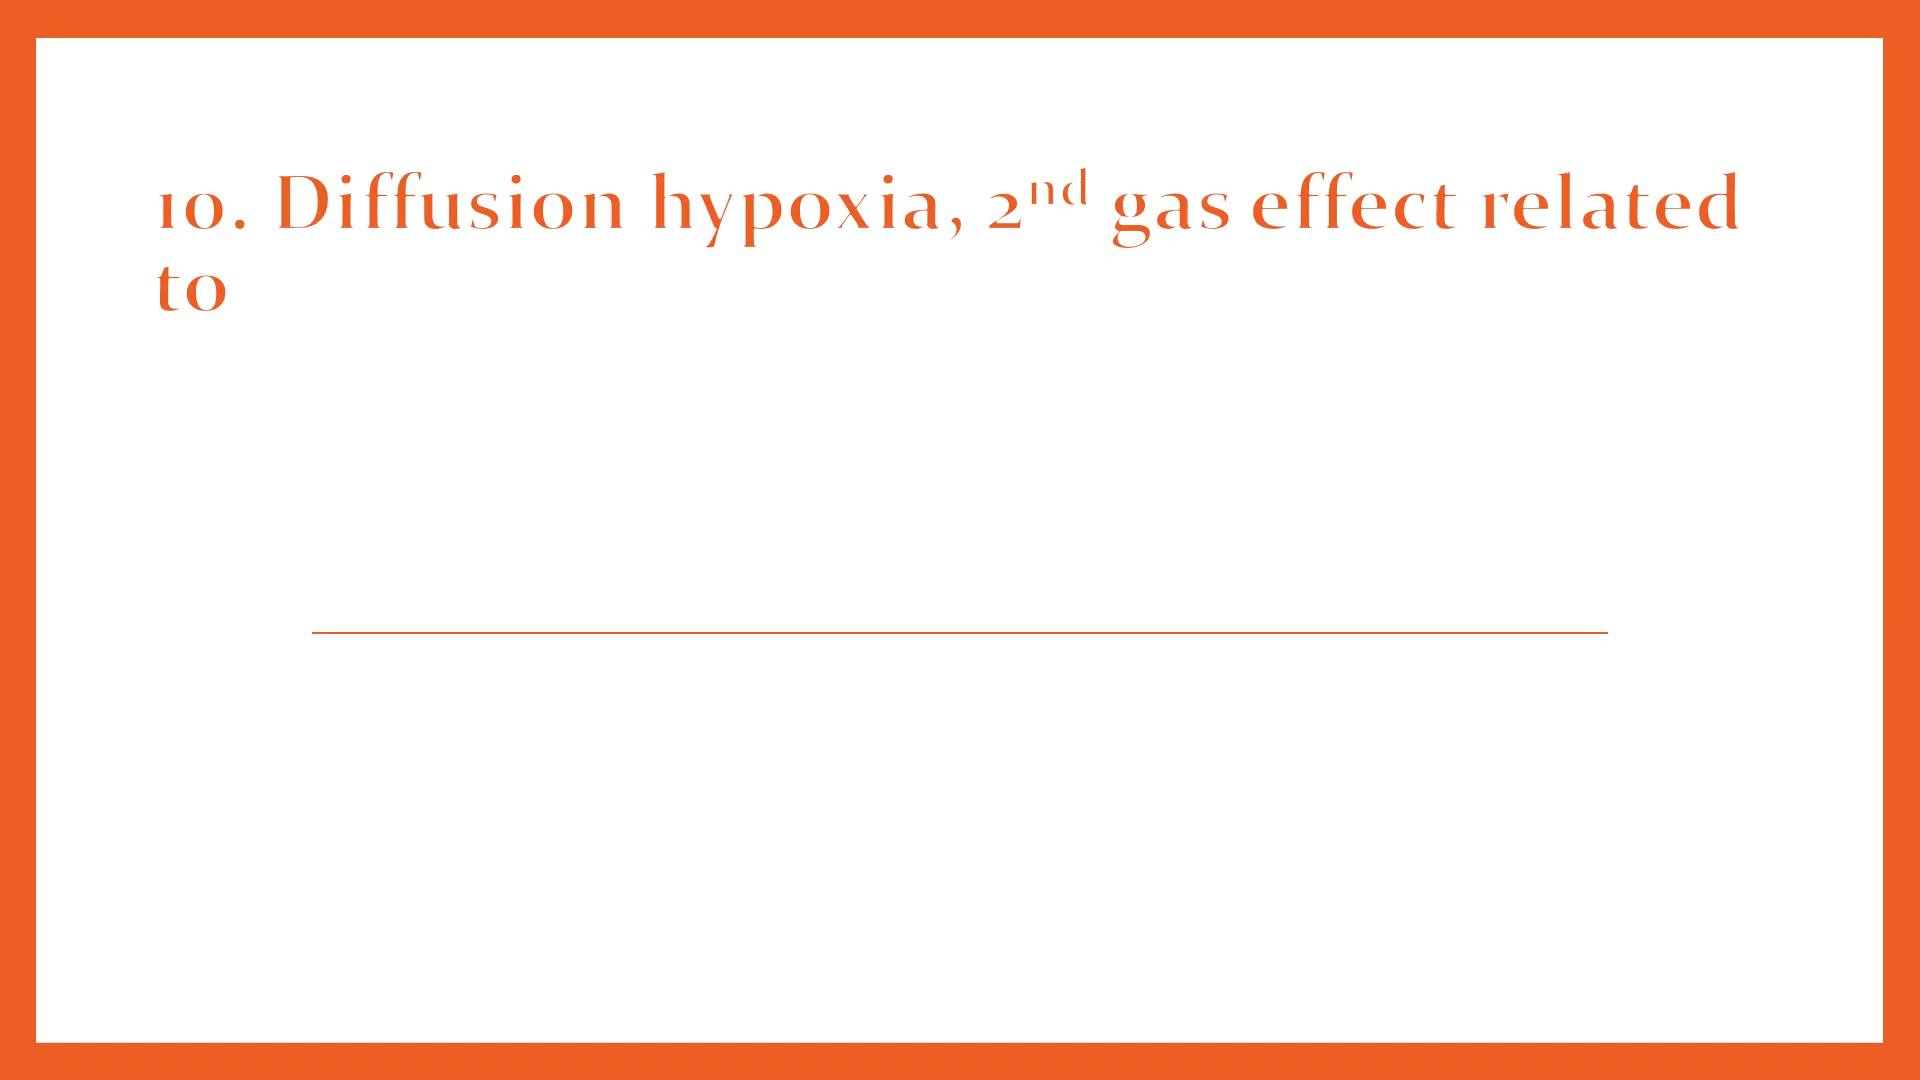 10. Diffusion hypoxia, 2nd gas effect related
to